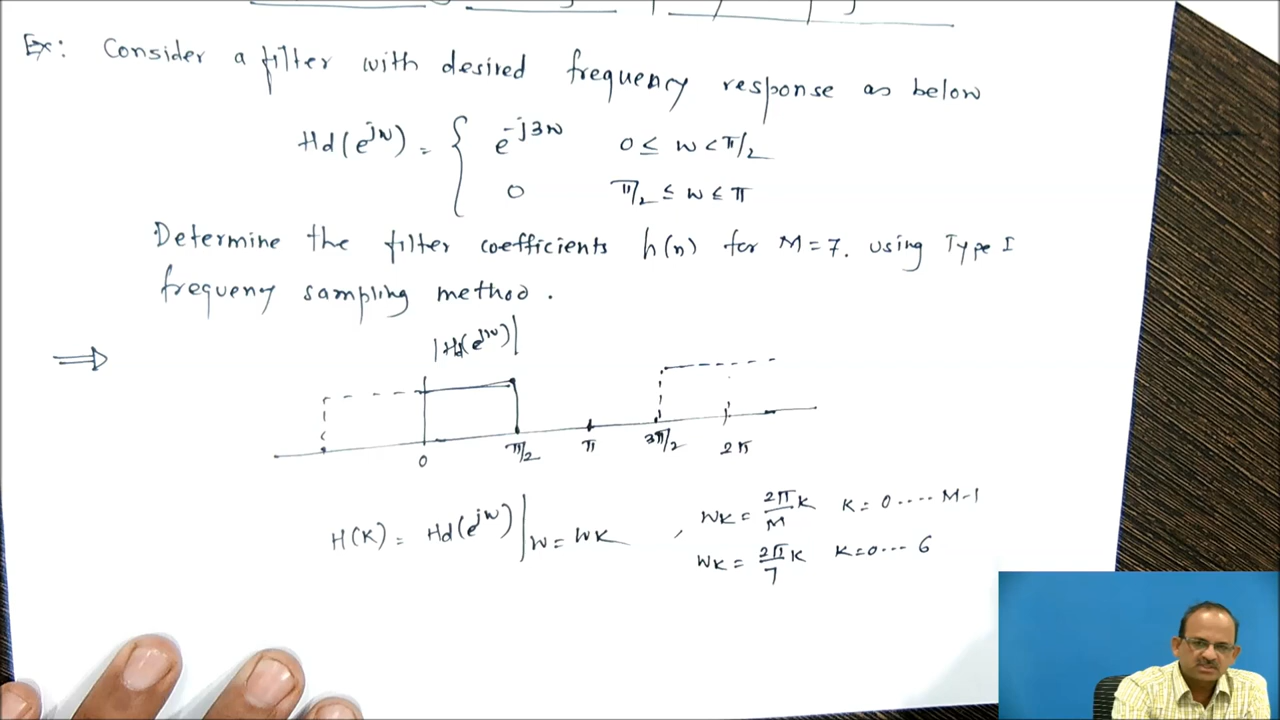 Ex: Consider a filter with desired frequency response as below
Hd(e^jw) = { e^-j3w 0 ≤ w < π/2
0 π/2 ≤ w ≤ π
Determine the filter coefficients h(n) for M = 7. using Type I
frequeny sampling method.
⇒ |Hd(e^jw)|
0 π/2 π 3π/2 2π
H(K) = Hd(e^jw)|w = wk , wk = 2π/M K K = 0 .... M-1
wk = 2π/7 K K = 0 ... 6